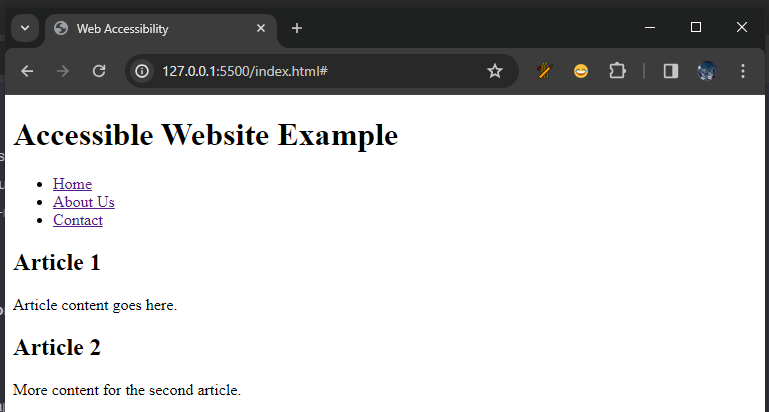 Web Accessibility
127.0.0.1:5500/index.html#
Accessible Website Example
Home
About Us
Contact
Article 1
Article content goes here.
Article 2
More content for the second article.